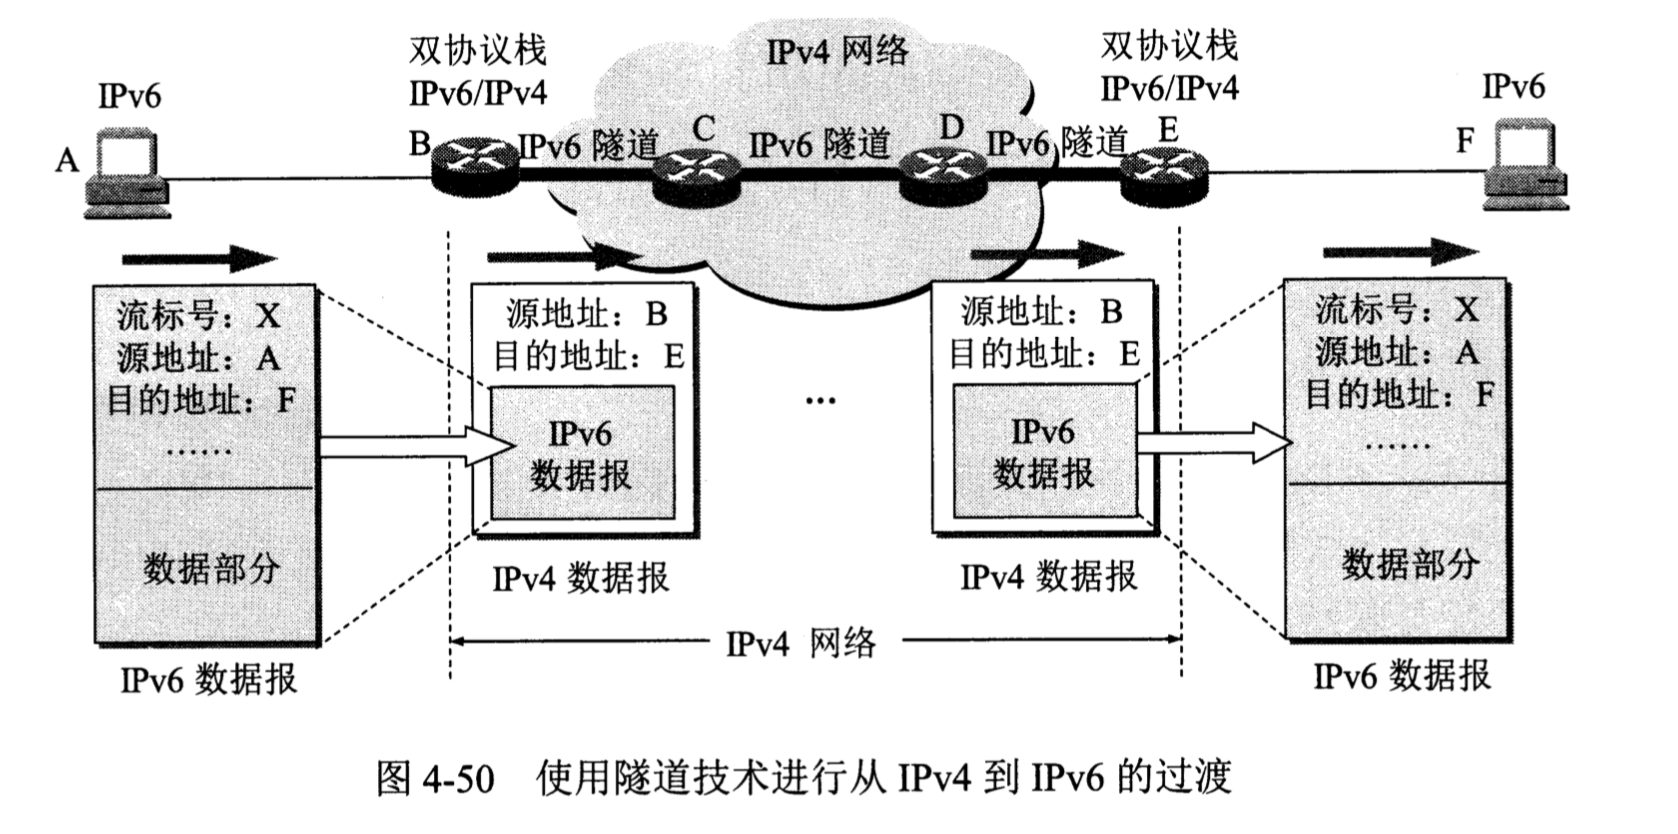 IPv4 网络
双协议栈
IPv6/IPv4
双协议栈
IPv6/IPv4
IPv6
IPv6
A
B
IPv6 隧道
C
IPv6 隧道
D
IPv6 隧道
E
F
流标号：X
源地址：A
目的地址：F
……
数据部分
IPv6 数据报
源地址：B
目的地址：E
IPv6
数据报
IPv4 数据报
...
源地址：B
目的地址：E
IPv6
数据报
IPv4 数据报
流标号：X
源地址：A
目的地址：F
……
数据部分
IPv6 数据报
IPv4 网络
图 4-50 使用隧道技术进行从 IPv4 到 IPv6 的过渡